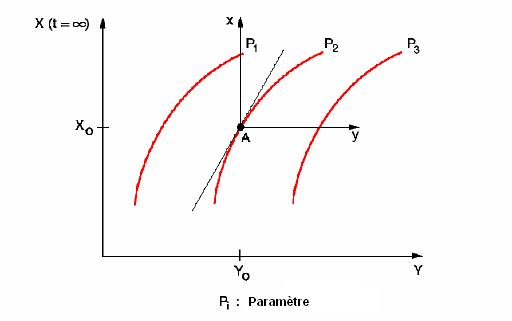 X (t = ∞)
x
P1
P2
P3
Xo
A
y
Yo
Y
Pi : Paramètre